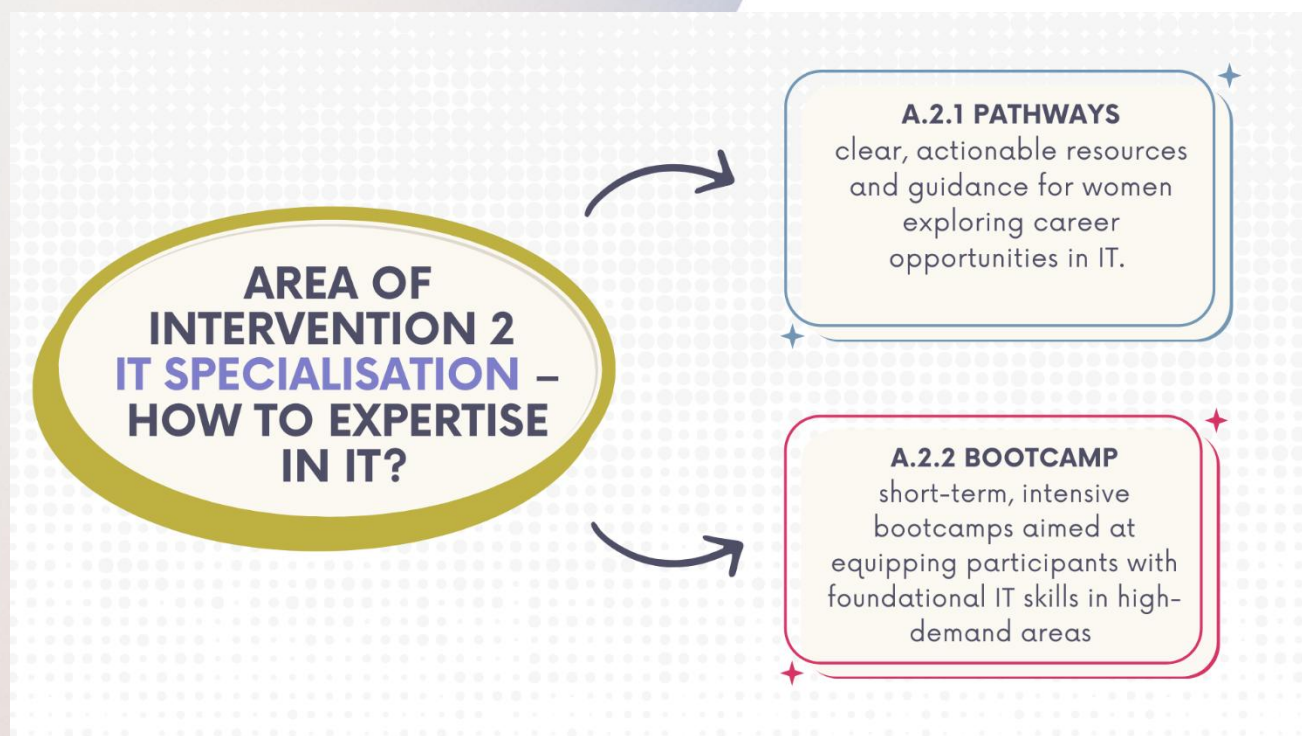 AREA OF
INTERVENTION 2
IT SPECIALISATION –
HOW TO EXPERTISE
IN IT?
A.2.1 PATHWAYS
clear, actionable resources
and guidance for women
exploring career
opportunities in IT.
A.2.2 BOOTCAMP
short-term, intensive
bootcamps aimed at
equipping participants with
foundational IT skills in high-
demand areas